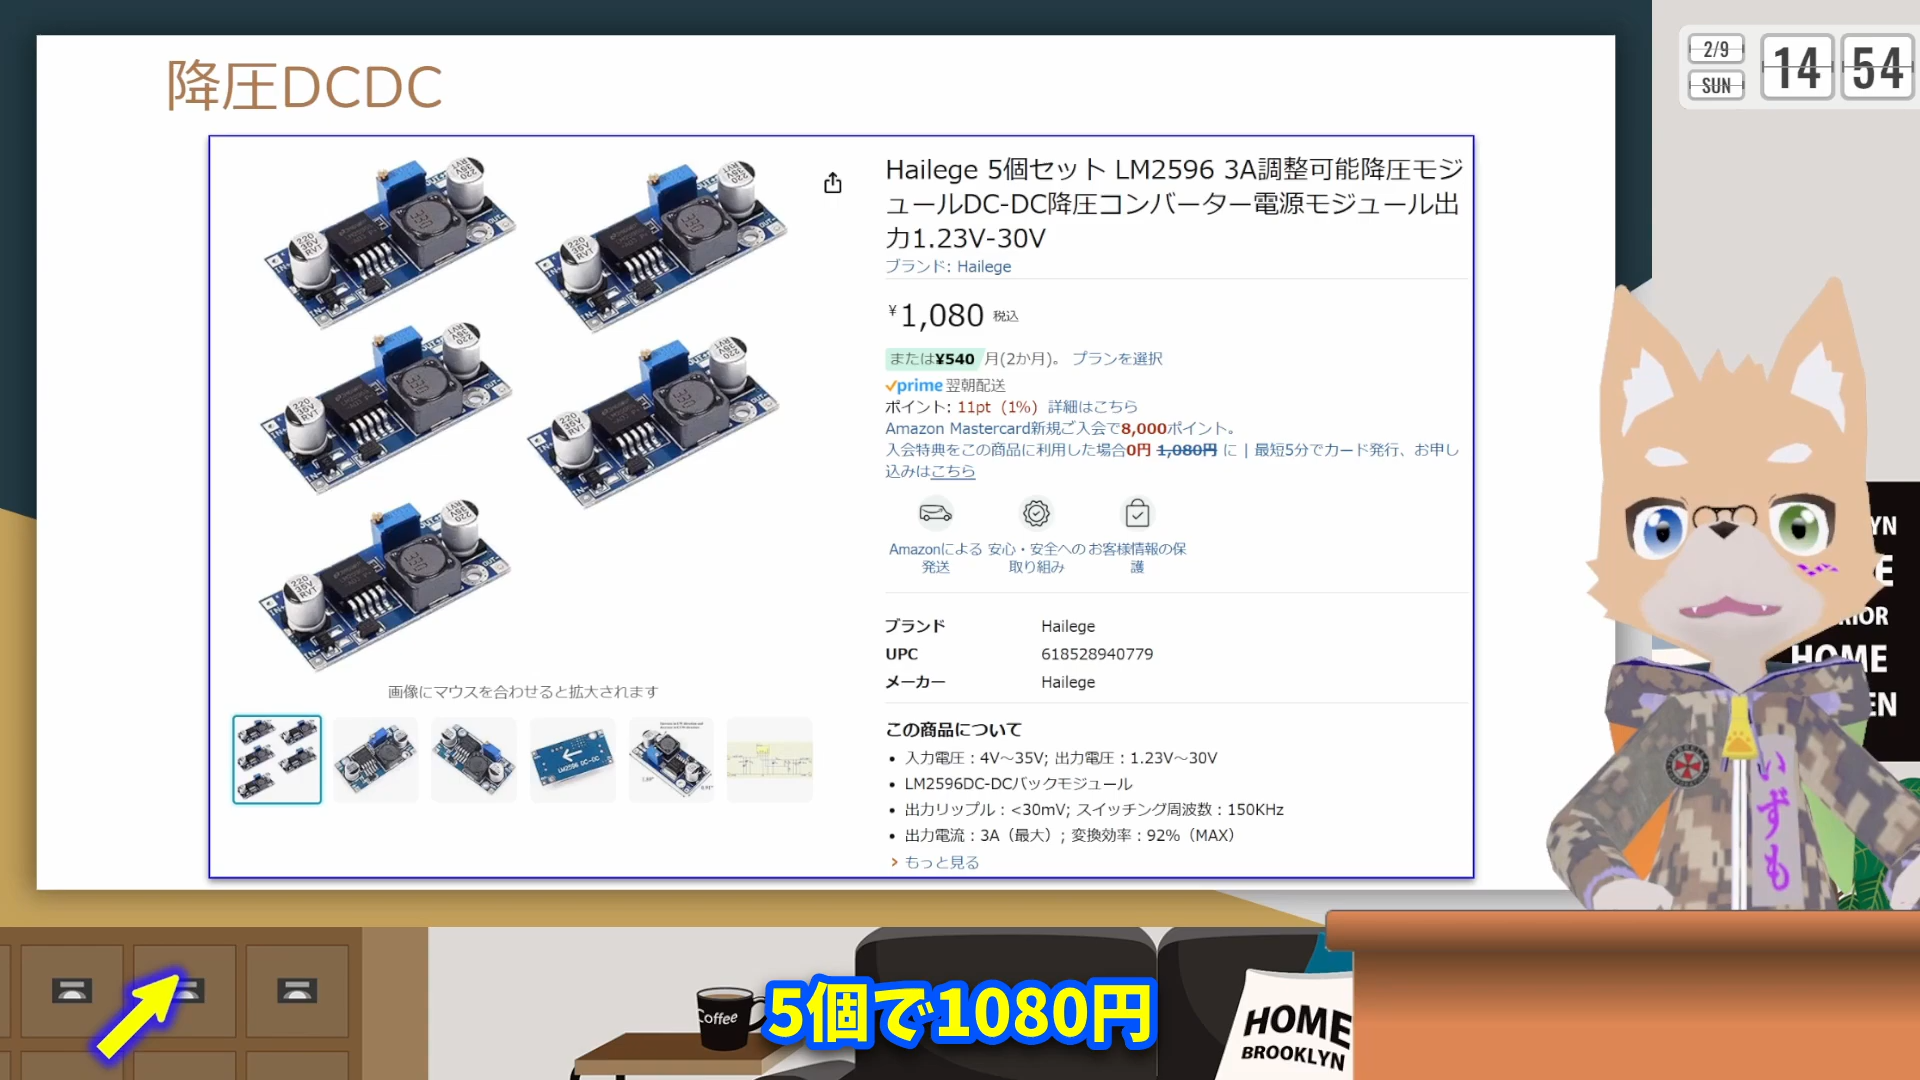 降圧DCDC
2/9
SUN
14 54
Hailege 5個セット LM2596 3A調整可能降圧モジ
ュールDC-DC降圧コンバーター電源モジュール出
力1.23V-30V
ブランド: Hailege
¥1,080 税込
または¥540 月(2か月)。 プランを選択
prime 翌朝配送
ポイント: 11pt (1%) 詳細はこちら
Amazon Mastercard新規ご入会で8,000ポイント。
入会特典をこの商品に利用した場合0円 1,080円 に | 最短5分でカード発行、お申し
込みはこちら
Amazonによる発送
安心・安全への取り組み
お客様情報の保護
ブランド Hailege
UPC 618528940779
メーカー Hailege
この商品について
• 入力電圧:4V〜35V; 出力電圧:1.23V〜30V
• LM2596DC-DCバックモジュール
• 出力リップル:<30mV; スイッチング周波数:150KHz
• 出力電流:3A(最大); 変換効率:92%(MAX)
もっと見る
画像にマウスを合わせると拡大されます
LM2596 DC-DC
220
35V
RVT
330
IN+
IN-
OUT-
いずも
YN
E
RIOR
HOME
EN
Coffee
5個で1080円
HOME
BROOKLYN